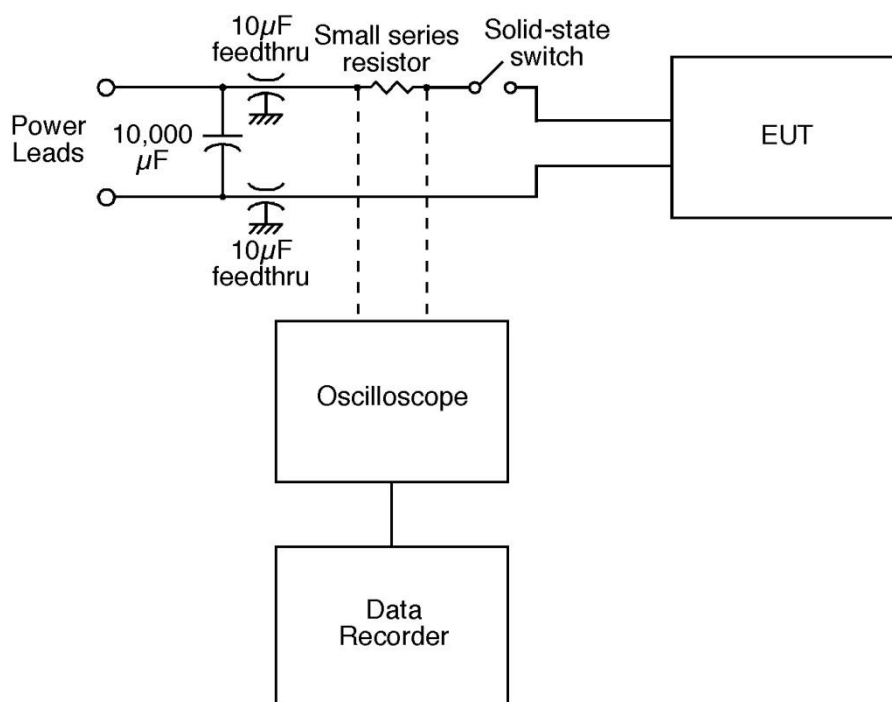 10µF
feedthru
Small series
resistor
Solid-state
switch
Power
Leads
10,000
µF
EUT
10µF
feedthru
Oscilloscope
Data
Recorder